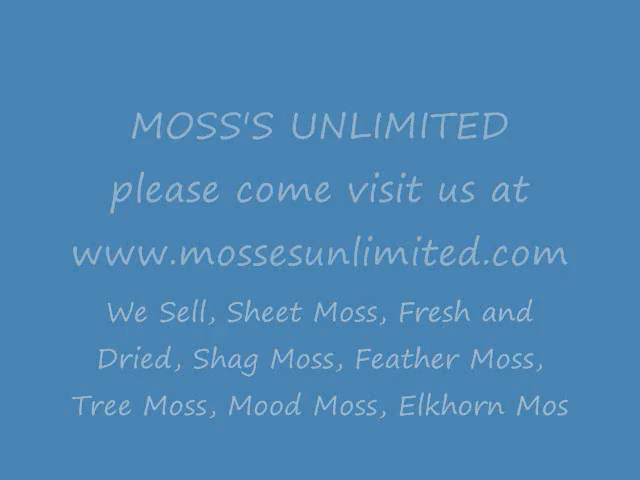 MOSS'S UNLIMITED
please come visit us at
www.mossesunlimited.com
We Sell, Sheet Moss, Fresh and
Dried, Shag Moss, Feather Moss,
Tree Moss, Mood Moss, Elkhorn Mos